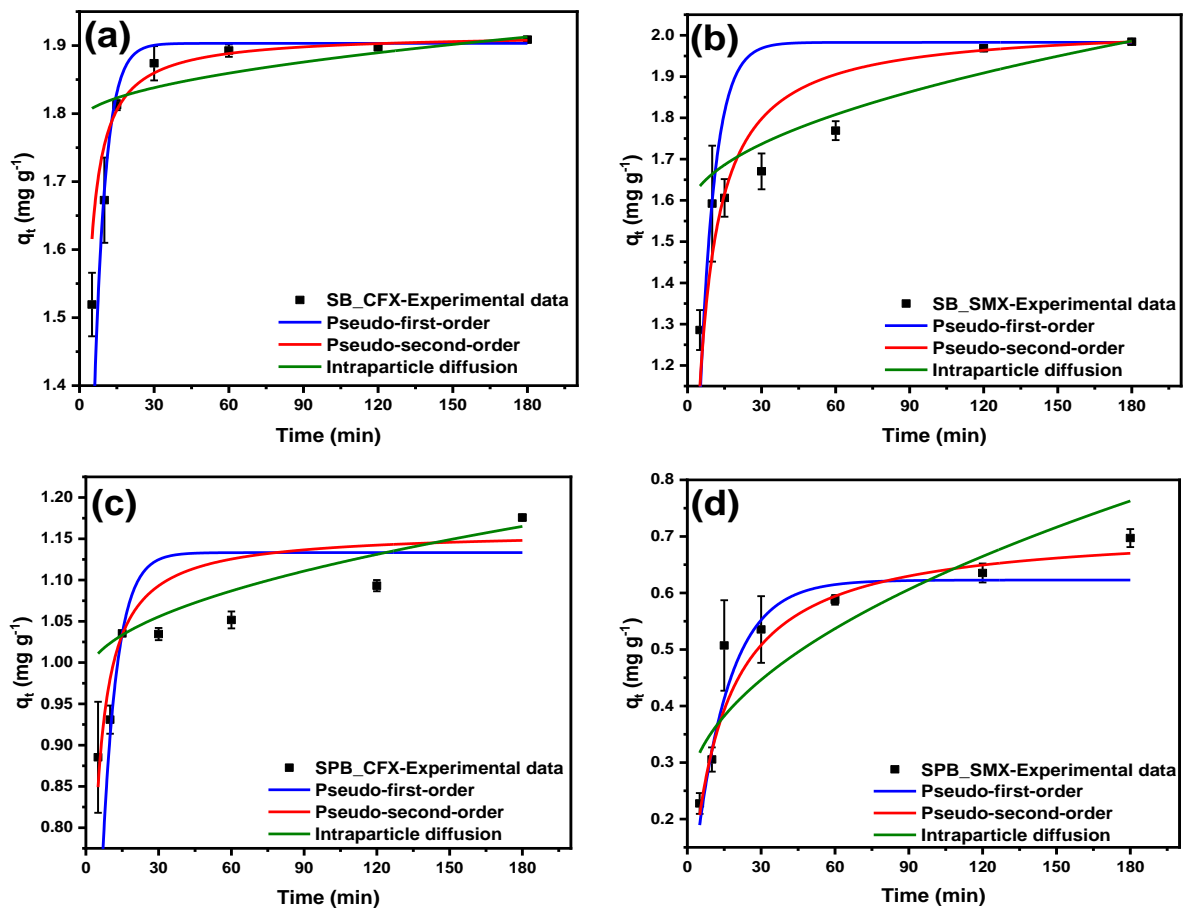 (a)
1.9
1.8
1.7
1.6
1.5
1.4
q_t (mg g⁻¹)
SB_CFX-Experimental data
Pseudo-first-order
Pseudo-second-order
Intraparticle diffusion
0 30 60 90 120 150 180
Time (min)
(b)
2.0
1.9
1.8
1.7
1.6
1.5
1.4
1.3
1.2
q_t (mg g⁻¹)
SB_SMX-Experimental data
Pseudo-first-order
Pseudo-second-order
Intraparticle diffusion
0 30 60 90 120 150 180
Time (min)
(c)
1.20
1.15
1.10
1.05
1.00
0.95
0.90
0.85
0.80
q_t (mg g⁻¹)
SPB_CFX-Experimental data
Pseudo-first-order
Pseudo-second-order
Intraparticle diffusion
0 30 60 90 120 150 180
Time (min)
(d)
0.8
0.7
0.6
0.5
0.4
0.3
0.2
q_t (mg g⁻¹)
SPB_SMX-Experimental data
Pseudo-first-order
Pseudo-second-order
Intraparticle diffusion
0 30 60 90 120 150 180
Time (min)